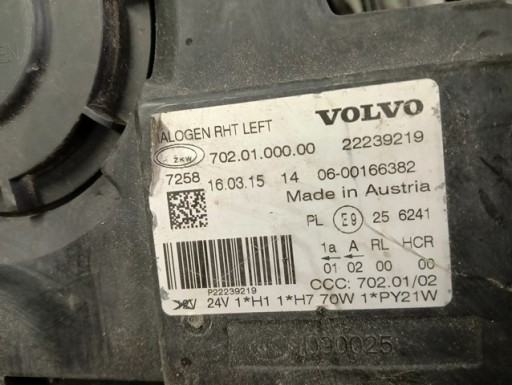 ALOGEN RHT LEFT VOLVO
ZKW 702.01.000.00 22239219
7258 16.03.15 14 06-00166382
Made in Austria
PL E9 25 6241
1a A RL HCR
01 02 00 00
CCC: 702.01/02
P22239219
24V 1*H1 1*H7 70W 1*PY21W